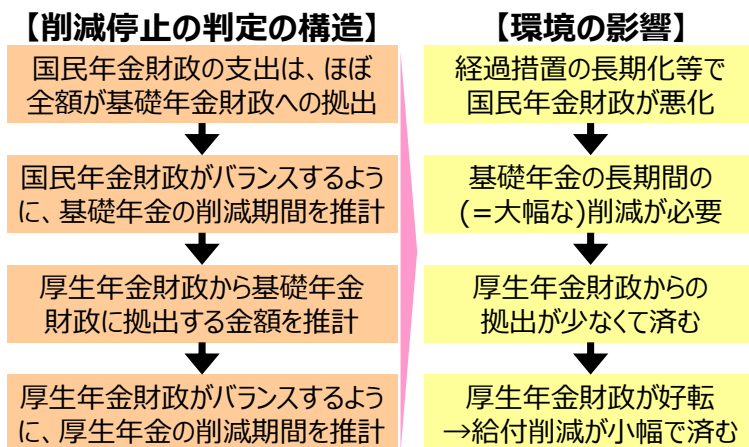 【削減停止の判定の構造】
国民年金財政の支出は、ほぼ
全額が基礎年金財政への拠出
国民年金財政がバランスするよう
に、基礎年金の削減期間を推計
厚生年金財政から基礎年金
財政に拠出する金額を推計
厚生年金財政がバランスするよう
に、厚生年金の削減期間を推計
【環境の影響】
経過措置の長期化等で
国民年金財政が悪化
基礎年金の長期間の
(=大幅な)削減が必要
厚生年金財政からの
拠出が少なくて済む
厚生年金財政が好転
→給付削減が小幅で済む